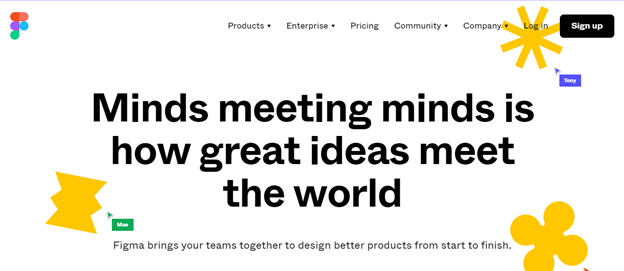 Products Enterprise Pricing Community Company Log in Sign up
Tony
Minds meeting minds is
how great ideas meet
the world
Mae
Figma brings your teams together to design better products from start to finish.